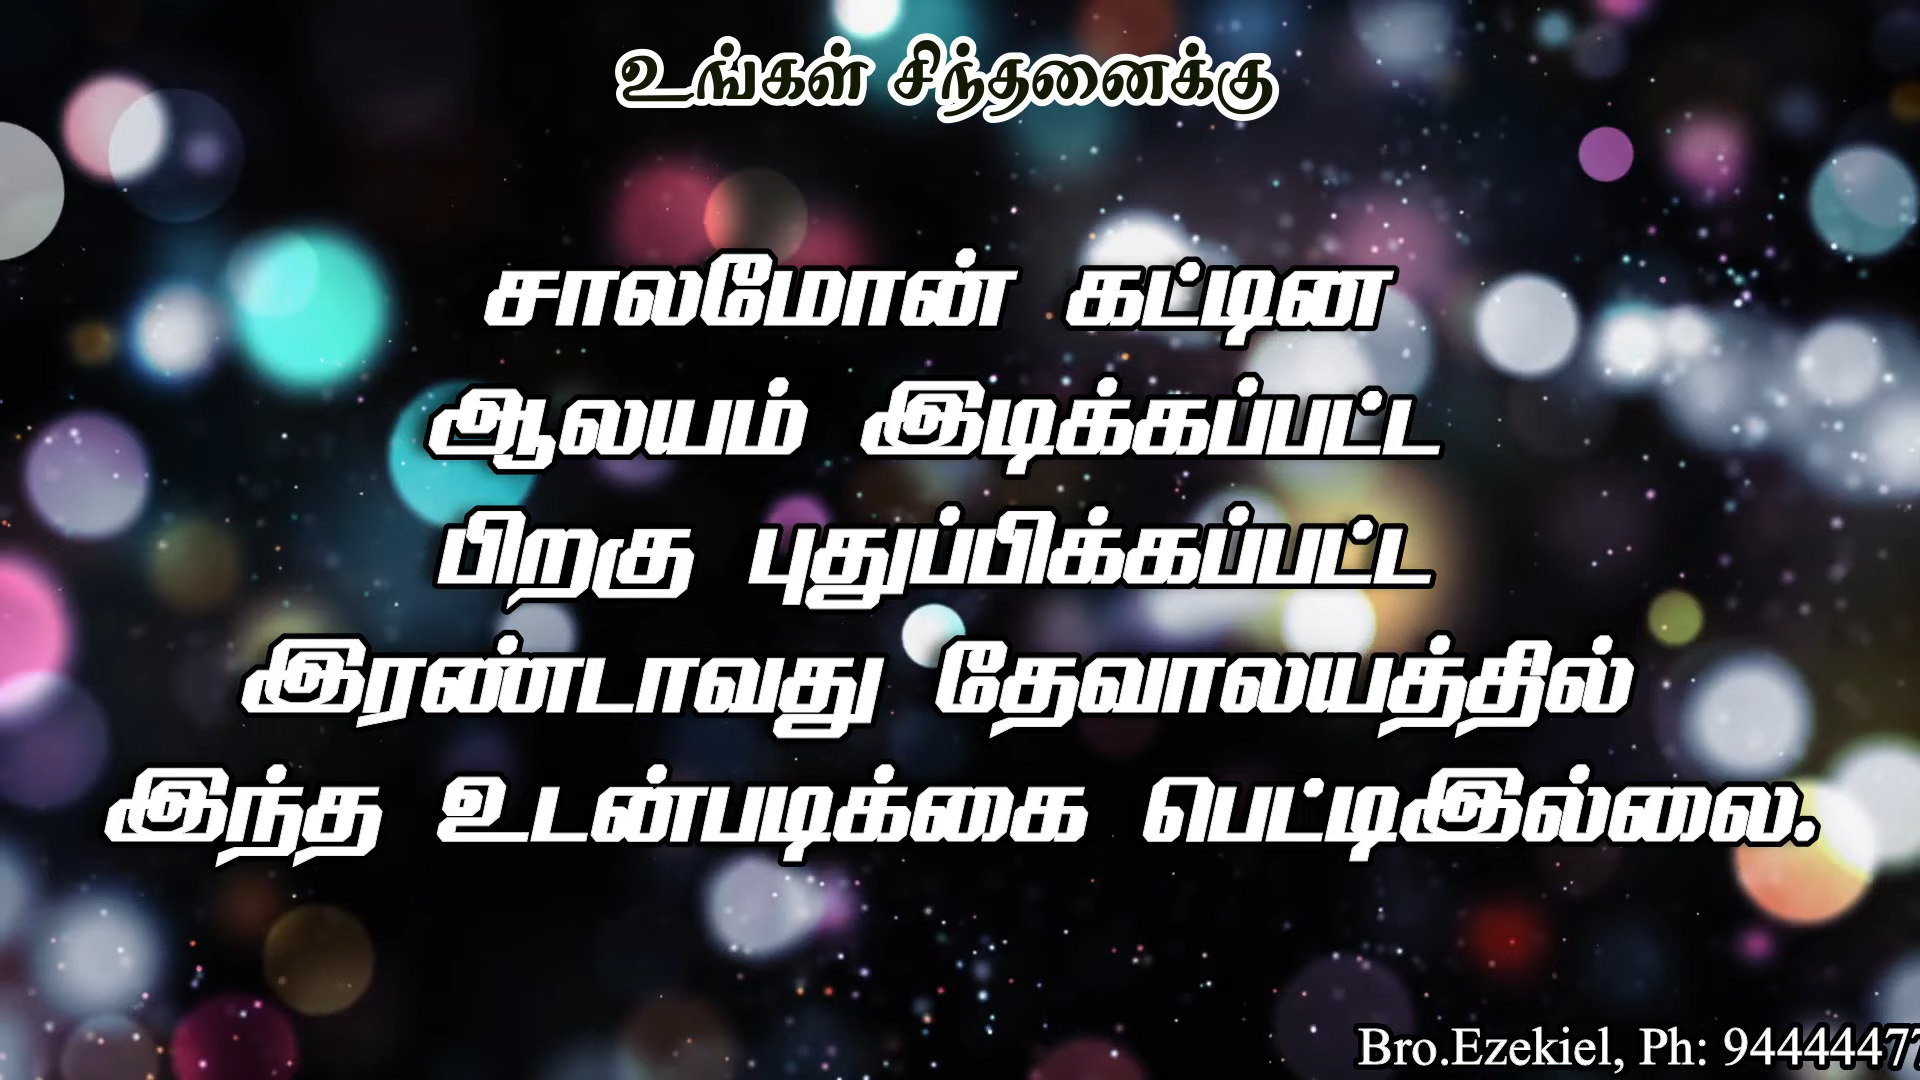 உங்கள் சிந்தனைக்கு
சாலமோன் கட்டின
ஆலயம் இடிக்கப்பட்ட
பிறகு புதுப்பிக்கப்பட்ட
இரண்டாவது தேவாலயத்தில்
இந்த உடன்படிக்கை பெட்டிஇல்லை.
Bro.Ezekiel, Ph: 94444477